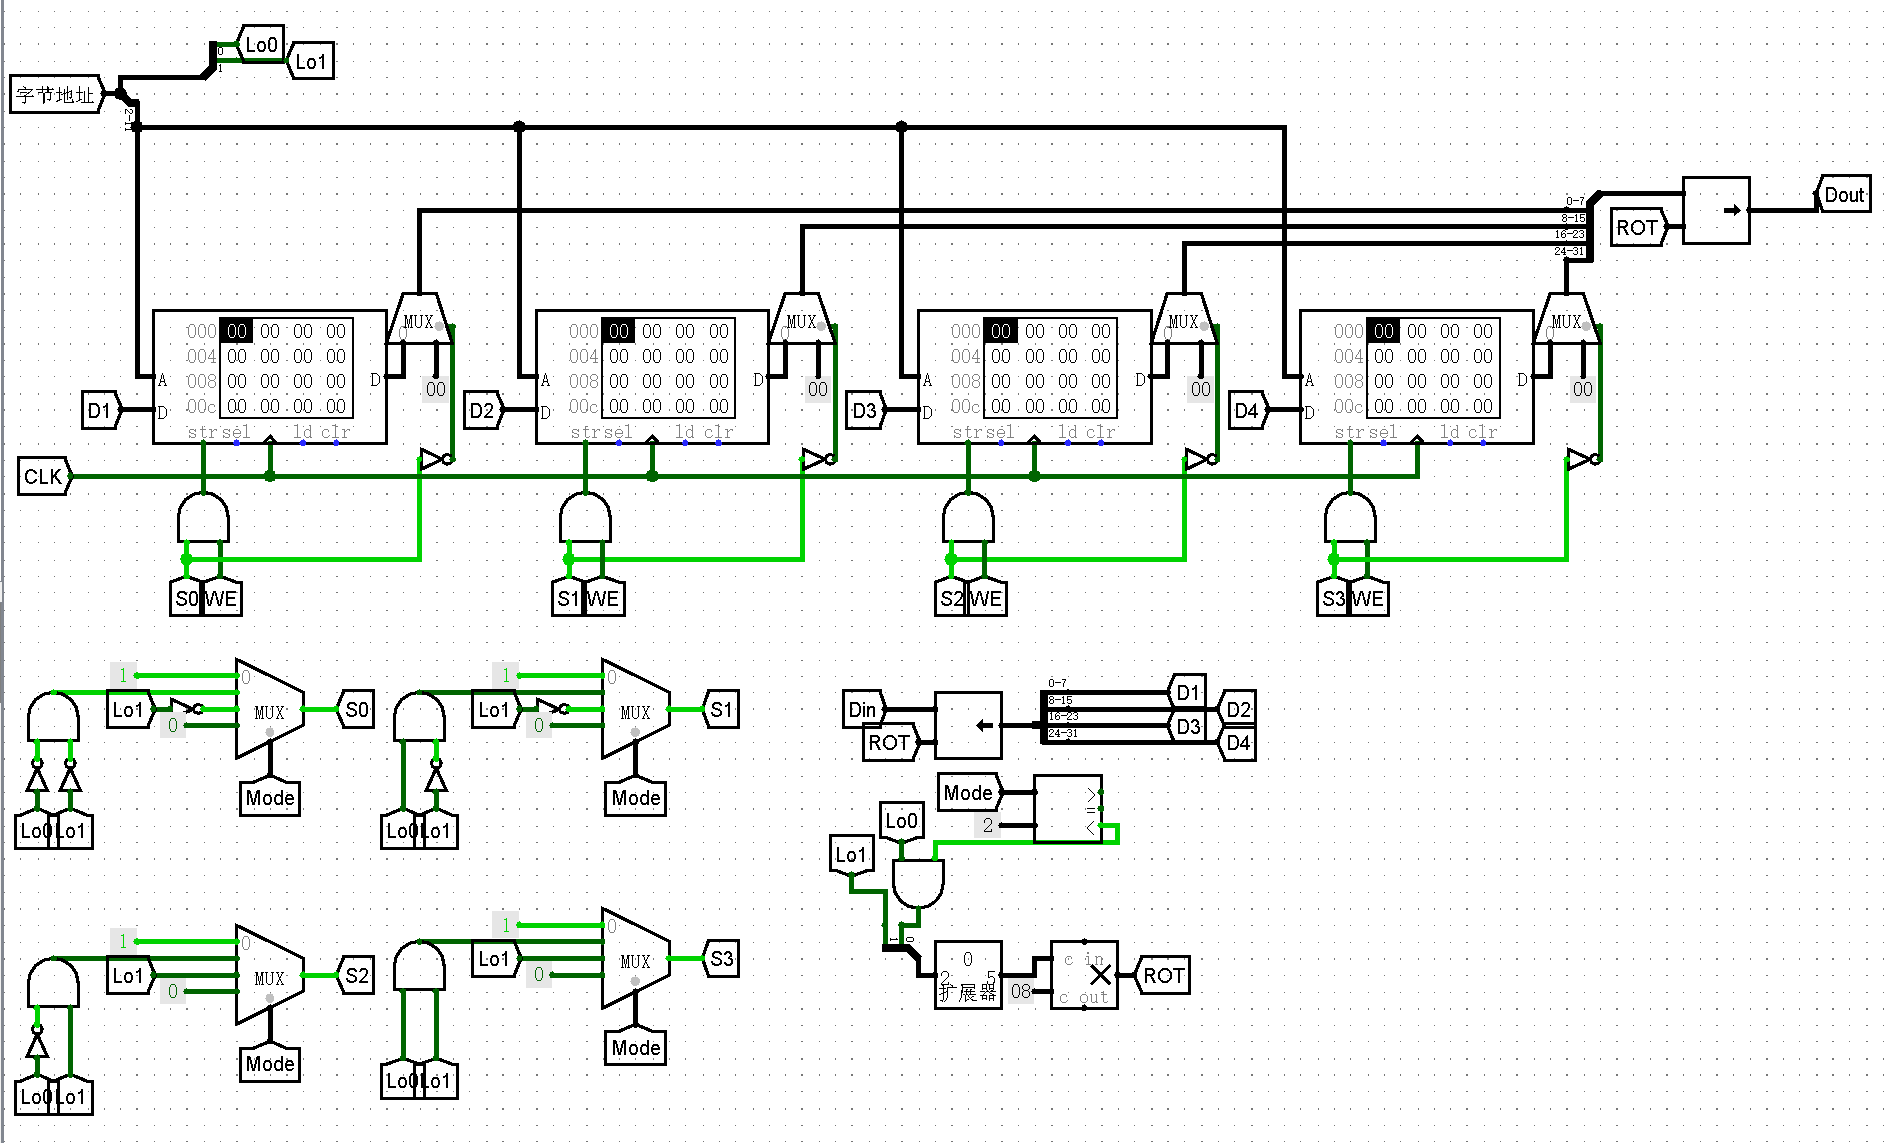 0
Lo0
1
Lo1
字节地址
2-11
Dout
0-7
8-15
ROT
16-23
24-31
MUX MUX MUX MUX
0 0 0 0
000 00 00 00 00 000 00 00 00 00 000 00 00 00 00 000 00 00 00 00
004 00 00 00 00 004 00 00 00 00 004 00 00 00 00 004 00 00 00 00
008 00 00 00 00 008 00 00 00 00 008 00 00 00 00 008 00 00 00 00
A D A D A D A D
00 00 00 00
00c 00 00 00 00 00c 00 00 00 00 00c 00 00 00 00 00c 00 00 00 00
D1 D D2 D D3 D D4 D
str sel ld clr str sel ld clr str sel ld clr str sel ld clr
CLK
S0 WE S1 WE S2 WE S3 WE
1 0 1 0
Lo1 MUX S0 Lo1 MUX S1
0 0
Mode Mode
Lo0 Lo1 Lo0 Lo1
0-7 D1
Din 8-15 D2
16-23 D3
ROT 24-31 D4
Mode >
=
2 <
Lo0
Lo1
1 0
1 0 1 0
Lo1 MUX S2 Lo1 MUX S3
0 0
Mode Mode
Lo0 Lo1 Lo0 Lo1
0 c in
2 5 ROT
扩展器 08 c out